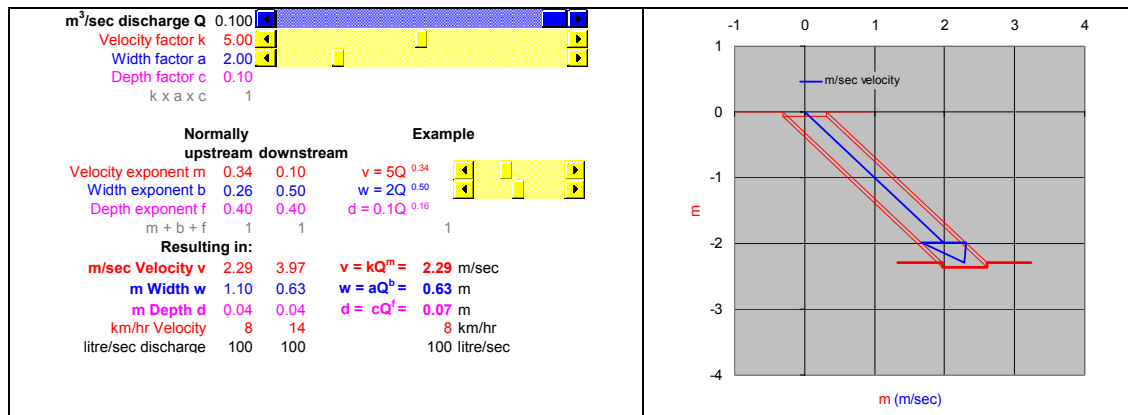 m³/sec discharge Q 0.100
Velocity factor k 5.00
Width factor a 2.00
Depth factor c 0.10
k x a x c 1
Normally Example
upstream downstream
Velocity exponent m 0.34 0.10 v = 5Q 0.34
Width exponent b 0.26 0.50 w = 2Q 0.50
Depth exponent f 0.40 0.40 d = 0.1Q 0.16
m + b + f 1 1 1
Resulting in:
m/sec Velocity v 2.29 3.97 v = kQᵐ = 2.29 m/sec
m Width w 1.10 0.63 w = aQᵇ = 0.63 m
m Depth d 0.04 0.04 d = cQᶠ = 0.07 m
km/hr Velocity 8 14 8 km/hr
litre/sec discharge 100 100 100 litre/sec
-1 0 1 2 3 4
1
m/sec velocity
0
-1
m
-2
-3
-4
m (m/sec)